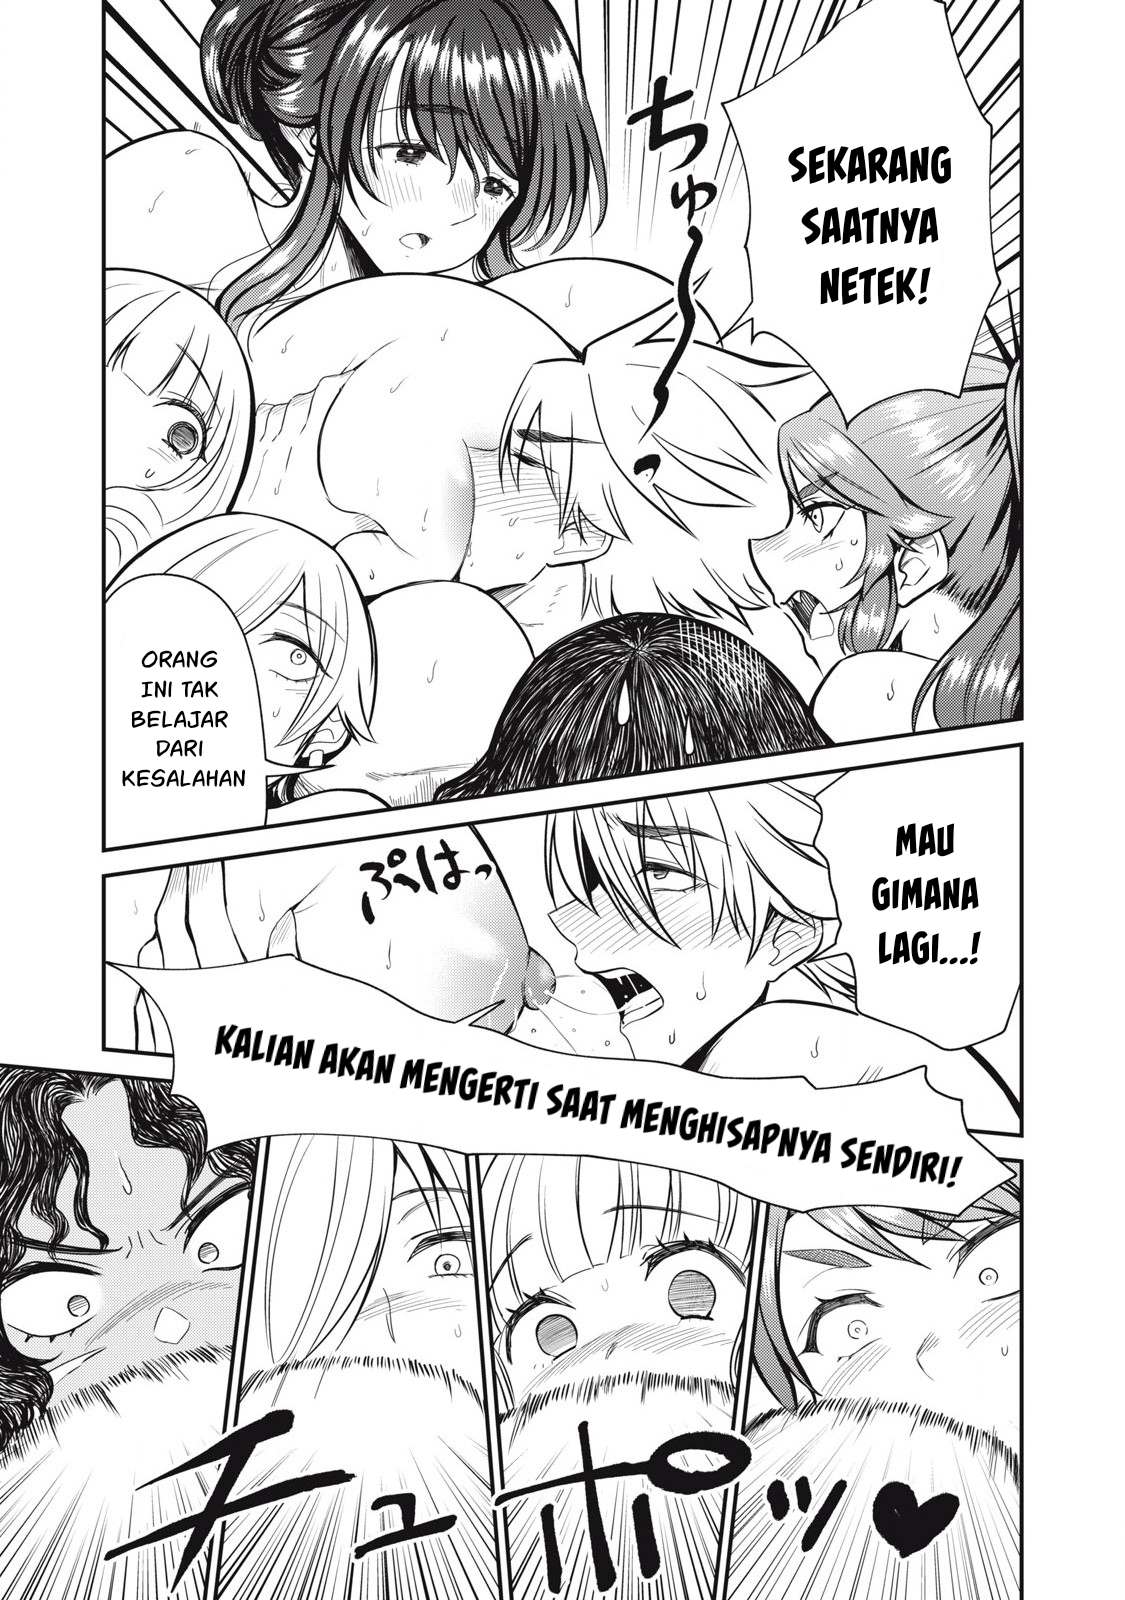 SEKARANG
SAATNYA
NETEK!
ちゅ〜〜
ORANG
INI TAK
BELAJAR
DARI
KESALAHAN
MAU
GIMANA
LAGI...!
ぷはっ
KALIAN AKAN MENGERTI SAAT MENGHISAPNYA SENDIRI!
チュポッ♥